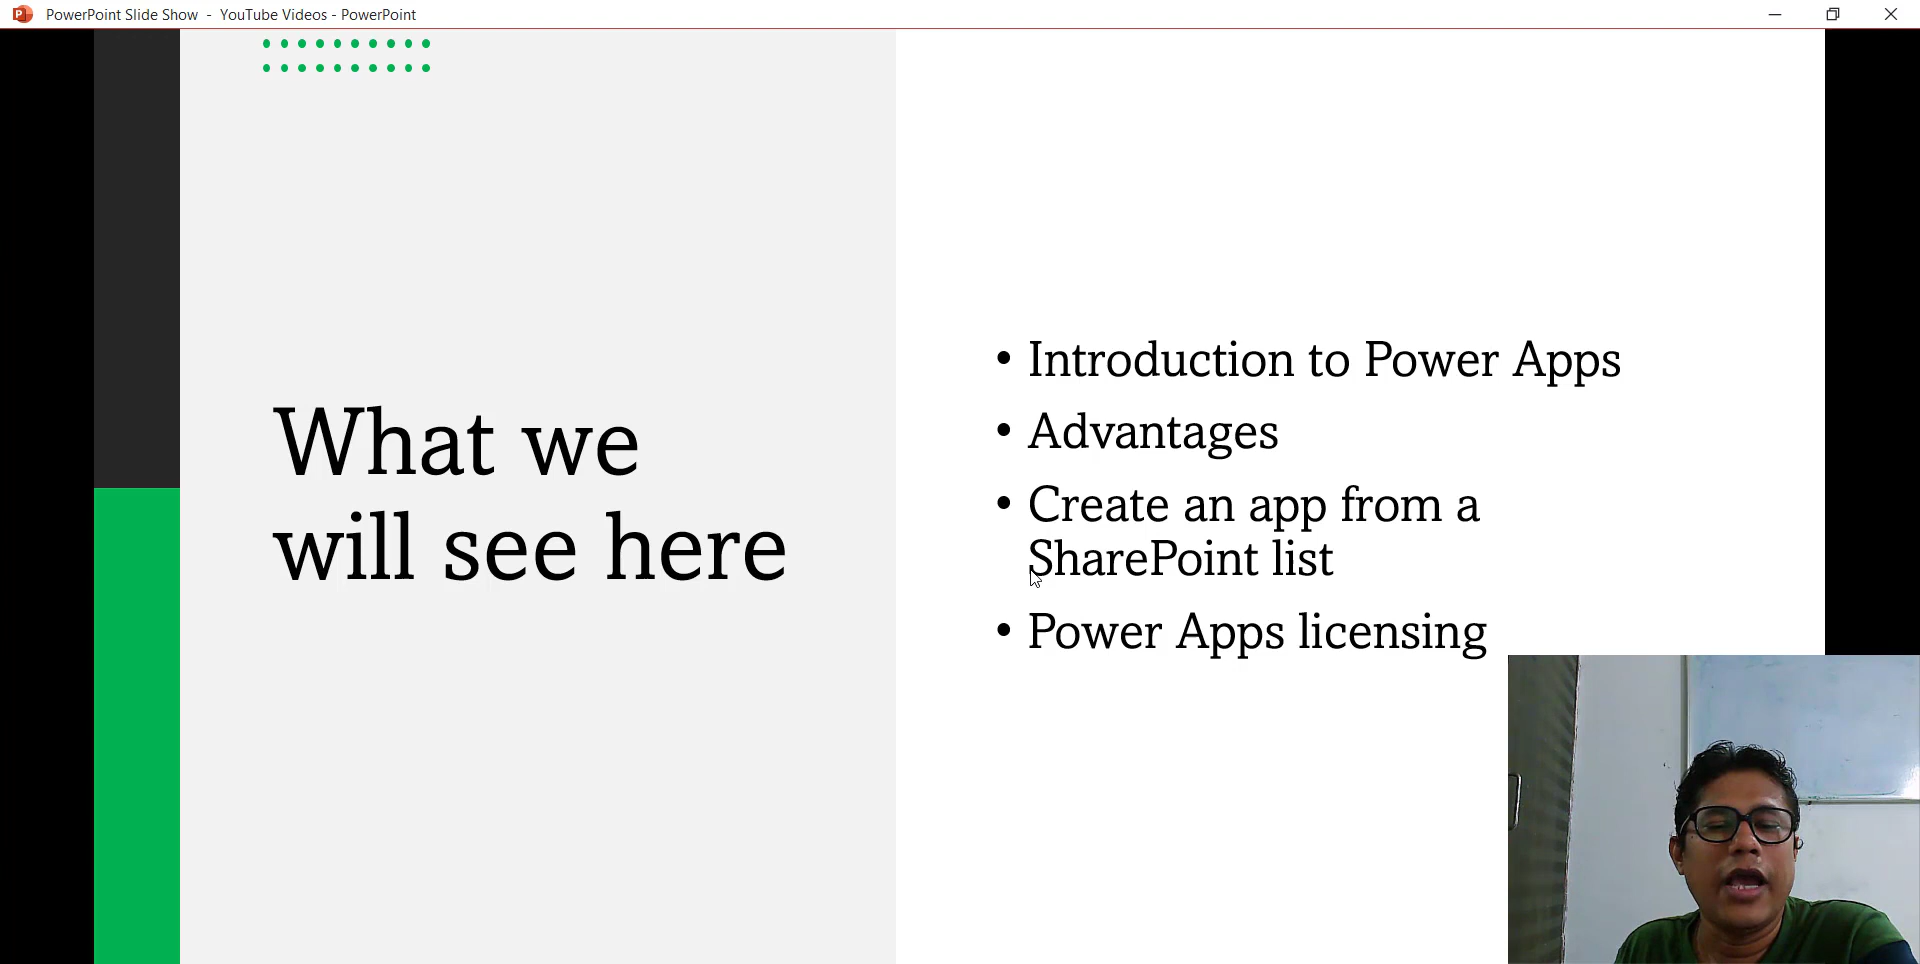 PowerPoint Slide Show - YouTube Videos - PowerPoint
What we
will see here
• Introduction to Power Apps
• Advantages
• Create an app from a
SharePoint list
• Power Apps licensing